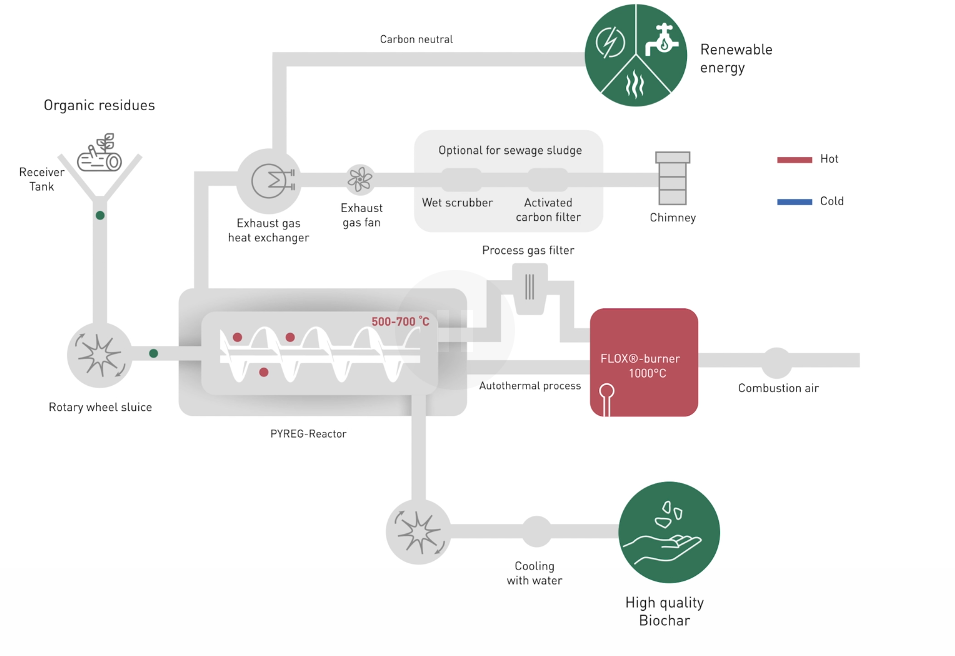 Carbon neutral
Renewable
energy
Organic residues
Receiver
Tank
Optional for sewage sludge
Hot
Exhaust gas
heat exchanger
Exhaust
gas fan
Wet scrubber
Activated
carbon filter
Chimney
Cold
Process gas filter
500-700 °C
FLOX®-burner
1000°C
Autothermal process
Combustion air
Rotary wheel sluice
PYREG-Reactor
Cooling
with water
High quality
Biochar